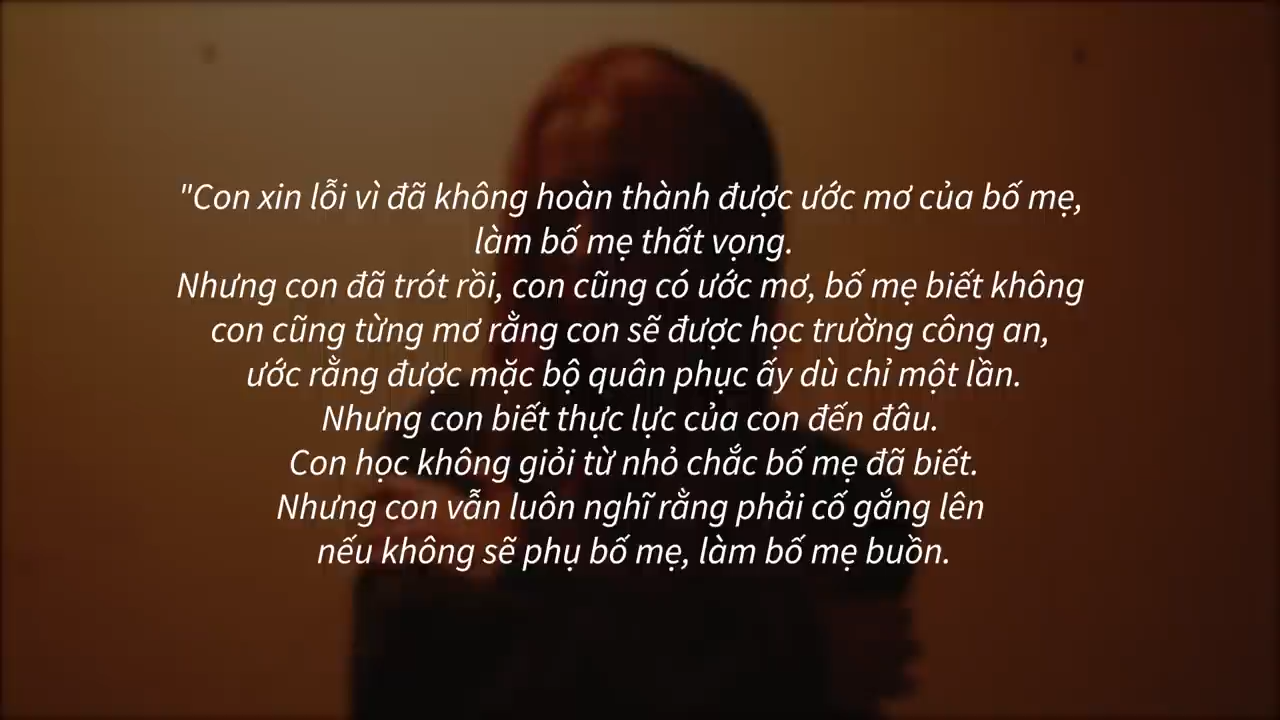 "Con xin lỗi vì đã không hoàn thành được ước mơ của bố mẹ,
làm bố mẹ thất vọng.
Nhưng con đã trót rồi, con cũng có ước mơ, bố mẹ biết không
con cũng từng mơ rằng con sẽ được học trường công an,
ước rằng được mặc bộ quân phục ấy dù chỉ một lần.
Nhưng con biết thực lực của con đến đâu.
Con học không giỏi từ nhỏ chắc bố mẹ đã biết.
Nhưng con vẫn luôn nghĩ rằng phải cố gắng lên
nếu không sẽ phụ bố mẹ, làm bố mẹ buồn.